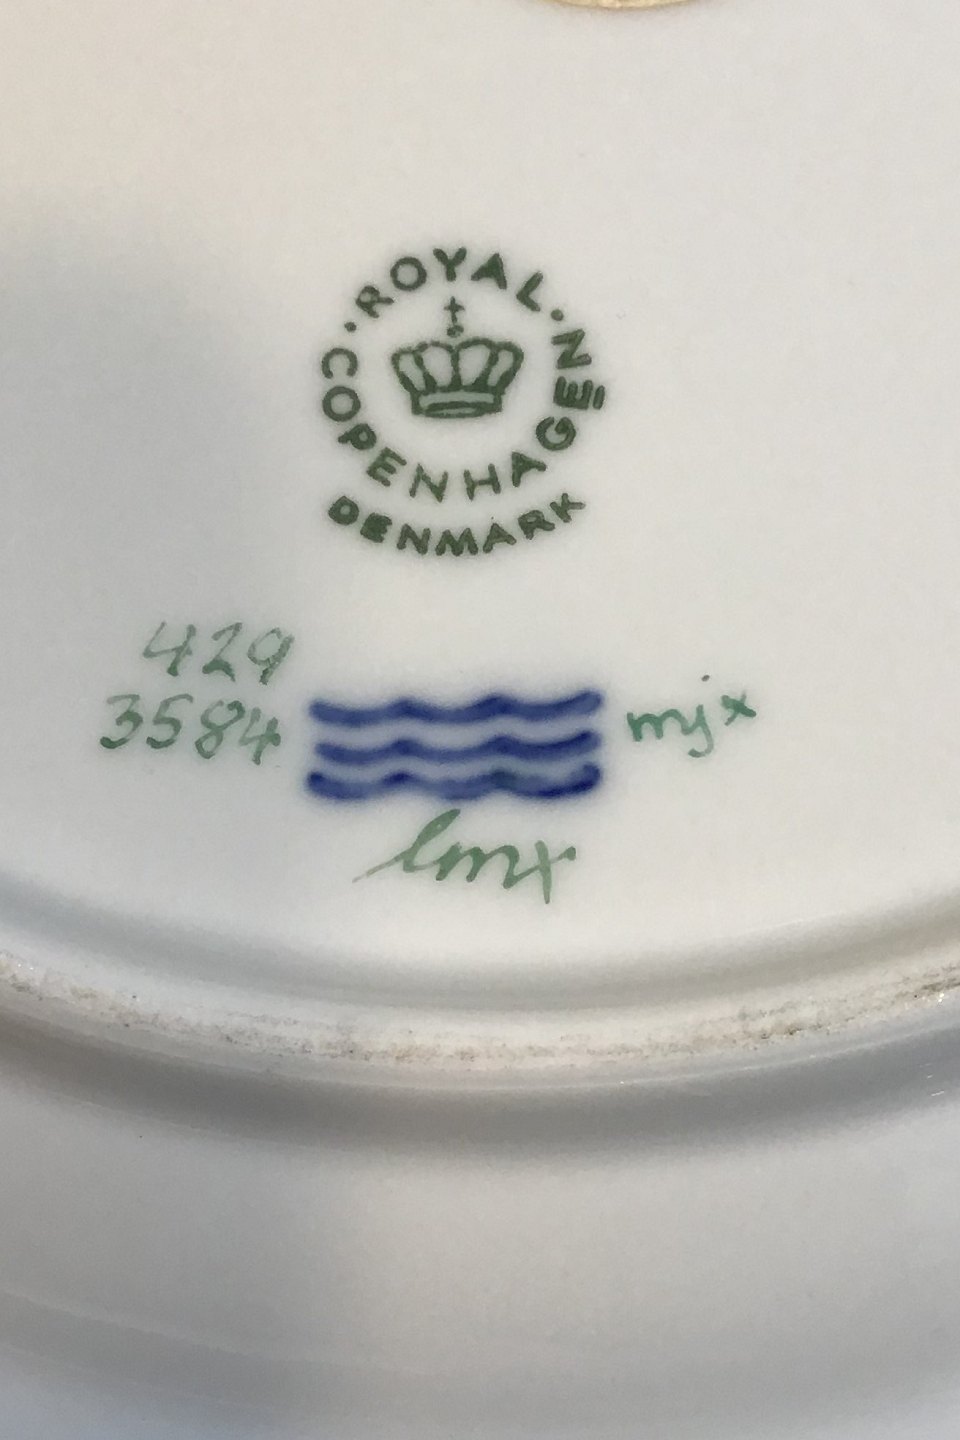 ROYAL
COPENHAGEN
DENMARK
429
3584
mjx
lmx